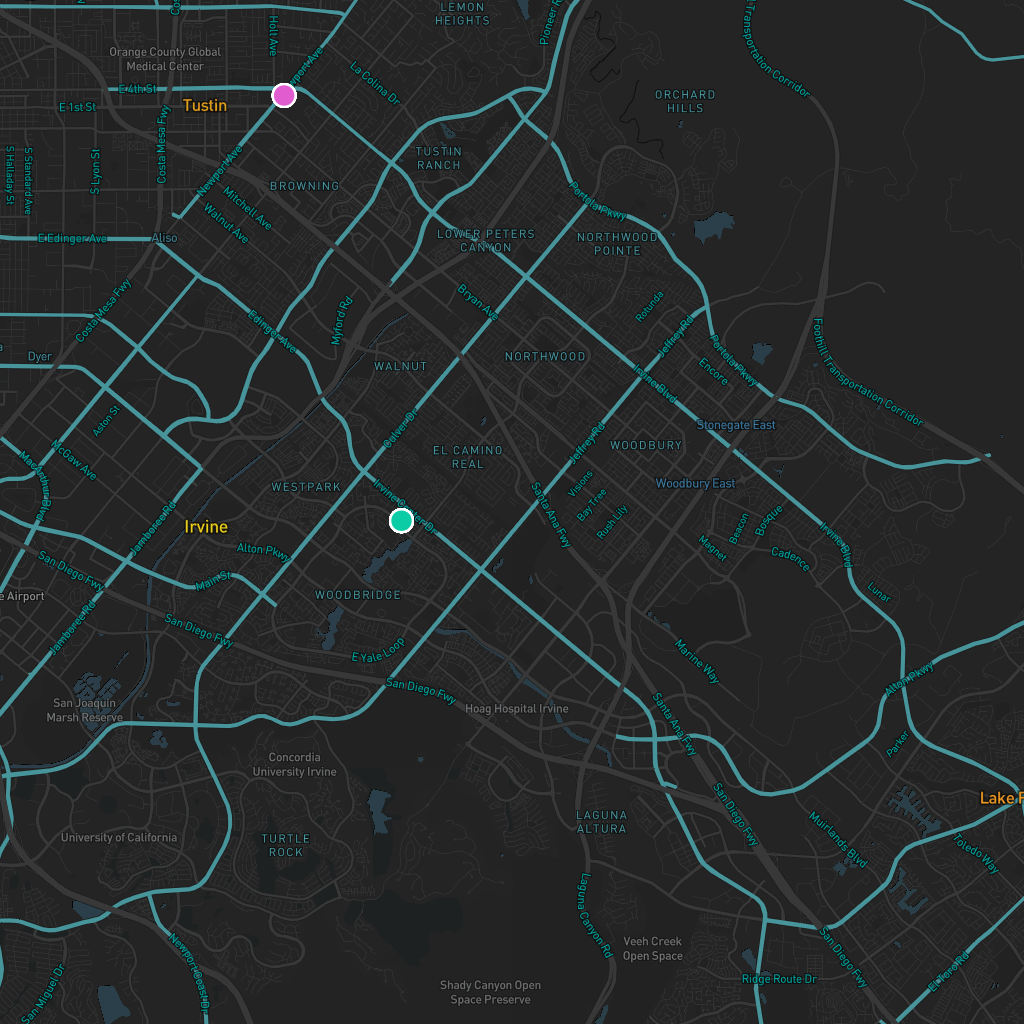 LEMON
HEIGHTS
Holt Ave
Pioneer R
Transportation Corridor
Orange County Global
Medical Center
La Colina Dr
wport Ave
E 4th St
Tustin
E 1st St
ORCHARD
HILLS
Costa Mesa Fwy
S Halladay St
S Standard Ave
S Lyon St
Newport Ave
TUSTIN
RANCH
BROWNING
Mitchell Ave
Walnut Ave
Portola Pkwy
E Edinger Ave
Aliso
LOWER PETERS
CANYON
NORTHWOOD
POINTE
Costa Mesa Fwy
Edinger Ave
Myford Rd
Bryan Ave
Rotunda
Jeffrey Rd
Portola Pkwy
Foothill Transportation Corridor
Dyer
WALNUT
NORTHWOOD
Encore
Irvine Blvd
Aston St
Culver Dr
Stonegate East
McGaw Ave
MacArthur Blvd
EL CAMINO
REAL
Jeffrey Rd
WOODBURY
WESTPARK
Irvine Center Dr
Visions
Bay Tree
Rush Lily
Woodbury East
Santa Ana Fwy
Irvine
Jamboree Rd
Alton Pkwy
Beacon
Bosque
Magnet
Cadence
Irvine Blvd
San Diego Fwy
Main St
e Airport
WOODBRIDGE
Lunar
Jamboree Rd
San Diego Fwy
E Yale Loop
Marine Way
Alton Pkwy
San Joaquin
Marsh Reserve
San Diego Fwy
Hoag Hospital Irvine
Santa Ana Fwy
Parker
Concordia
University Irvine
San Diego Fwy
Lake F
University of California
TURTLE
ROCK
LAGUNA
ALTURA
Muirlands Blvd
Toledo Way
Laguna Canyon Rd
Newport Coast Dr
San Miguel Dr
Veeh Creek
Open Space
San Diego Fwy
El Toro Rd
Ridge Route Dr
Shady Canyon Open
Space Preserve